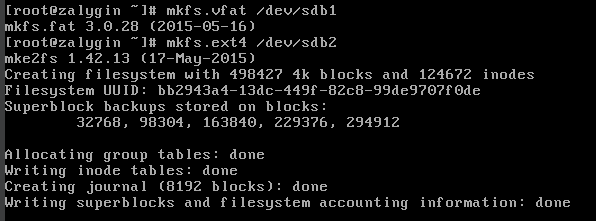 [root@zalygin ~]# mkfs.vfat /dev/sdb1
mkfs.fat 3.0.28 (2015-05-16)
[root@zalygin ~]# mkfs.ext4 /dev/sdb2
mke2fs 1.42.13 (17-May-2015)
Creating filesystem with 498427 4k blocks and 124672 inodes
Filesystem UUID: bb2943a4-13dc-449f-82c8-99de9707f0de
Superblock backups stored on blocks:
32768, 98304, 163840, 229376, 294912
Allocating group tables: done
Writing inode tables: done
Creating journal (8192 blocks): done
Writing superblocks and filesystem accounting information: done